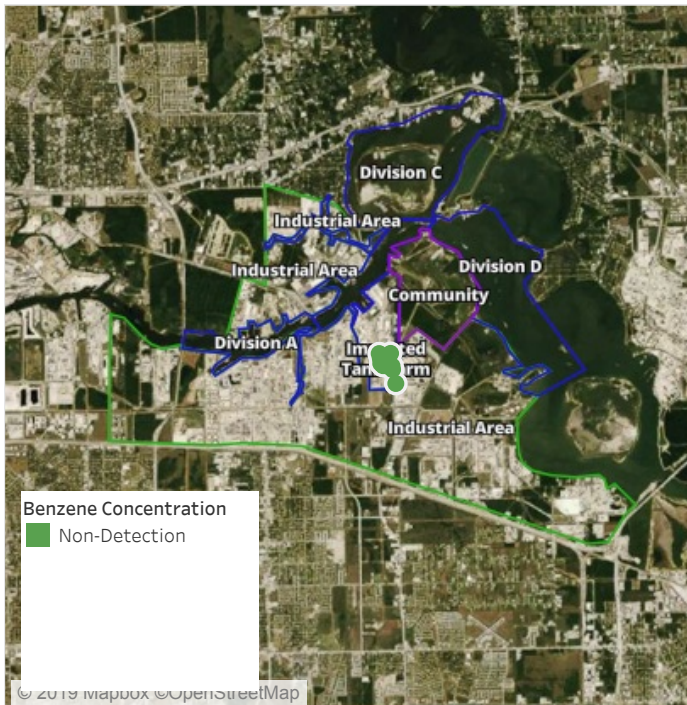 Division C
Industrial Area
Division D
Industrial Area
Community
Division A
Industrial Area
Benzene Concentration
Non-Detection
© 2019 Mapbox ©OpenStreetMap